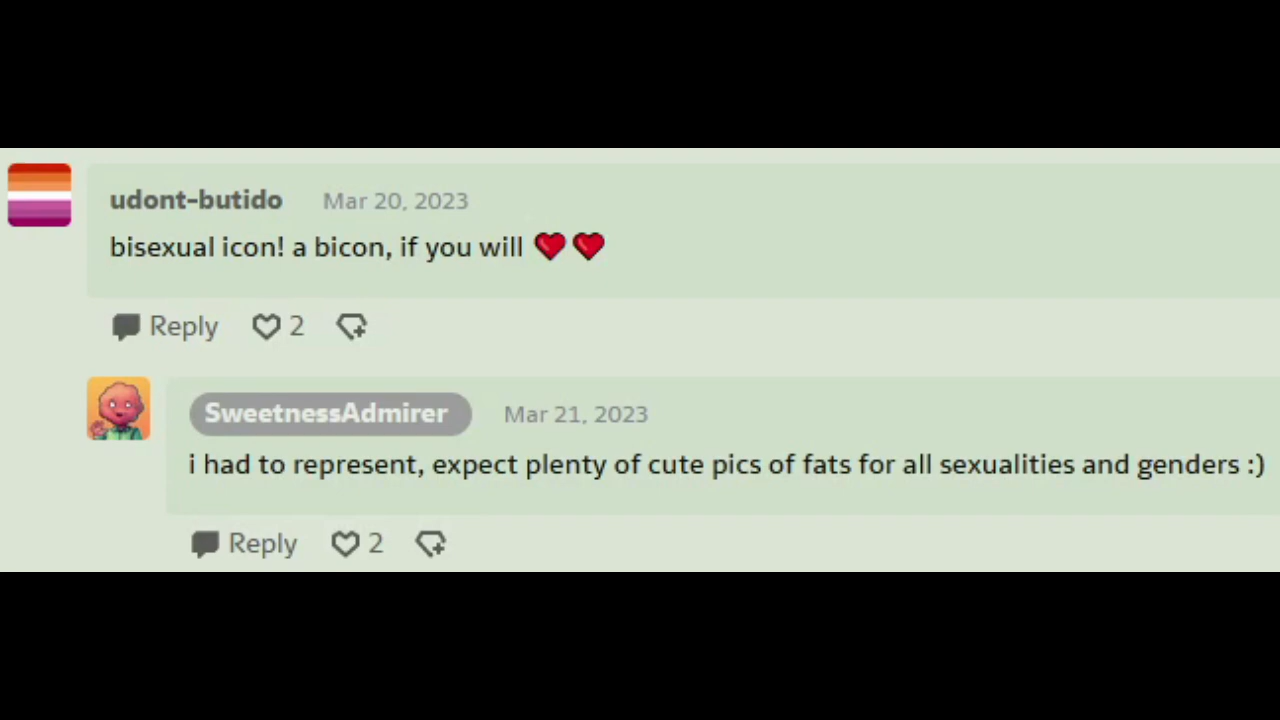 udont-butido Mar 20, 2023
bisexual icon! a bicon, if you will ❤❤
Reply 2
SweetnessAdmirer Mar 21, 2023
i had to represent, expect plenty of cute pics of fats for all sexualities and genders :)
Reply 2